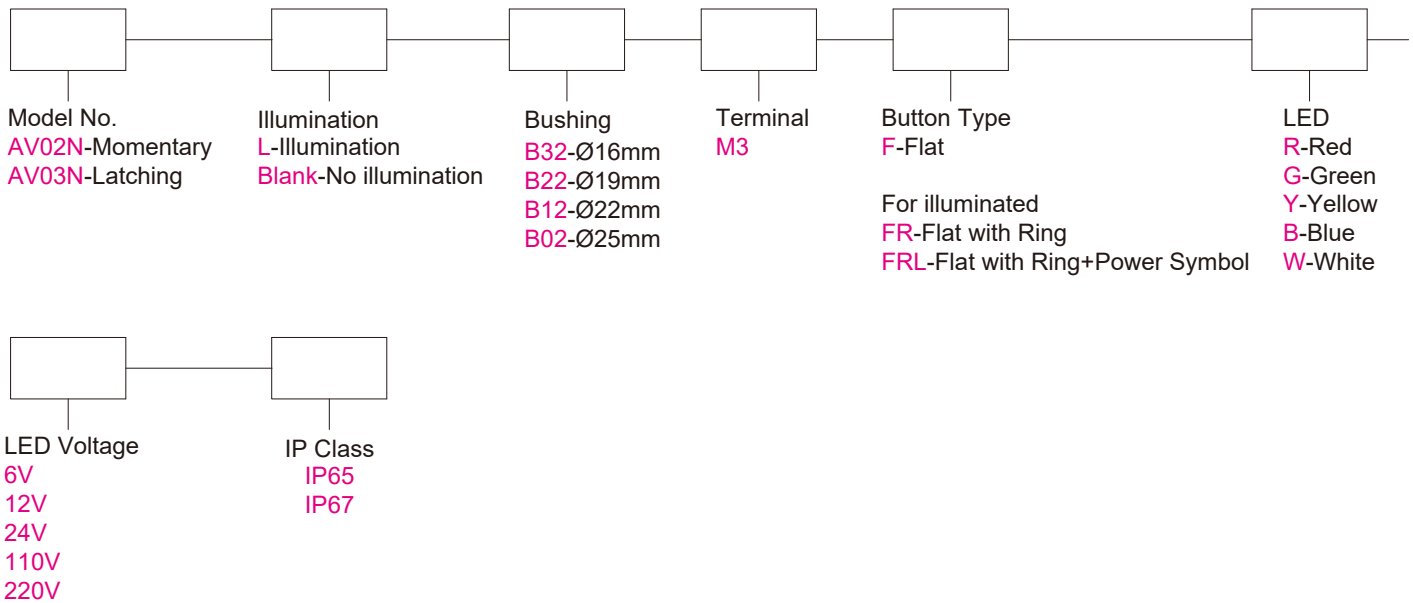 Model No.
AV02N-Momentary
AV03N-Latching
Illumination
L-Illumination
Blank-No illumination
Bushing
B32-Ø16mm
B22-Ø19mm
B12-Ø22mm
B02-Ø25mm
Terminal
M3
Button Type
F-Flat
For illuminated
FR-Flat with Ring
FRL-Flat with Ring+Power Symbol
LED
R-Red
G-Green
Y-Yellow
B-Blue
W-White
LED Voltage
6V
12V
24V
110V
220V
IP Class
IP65
IP67